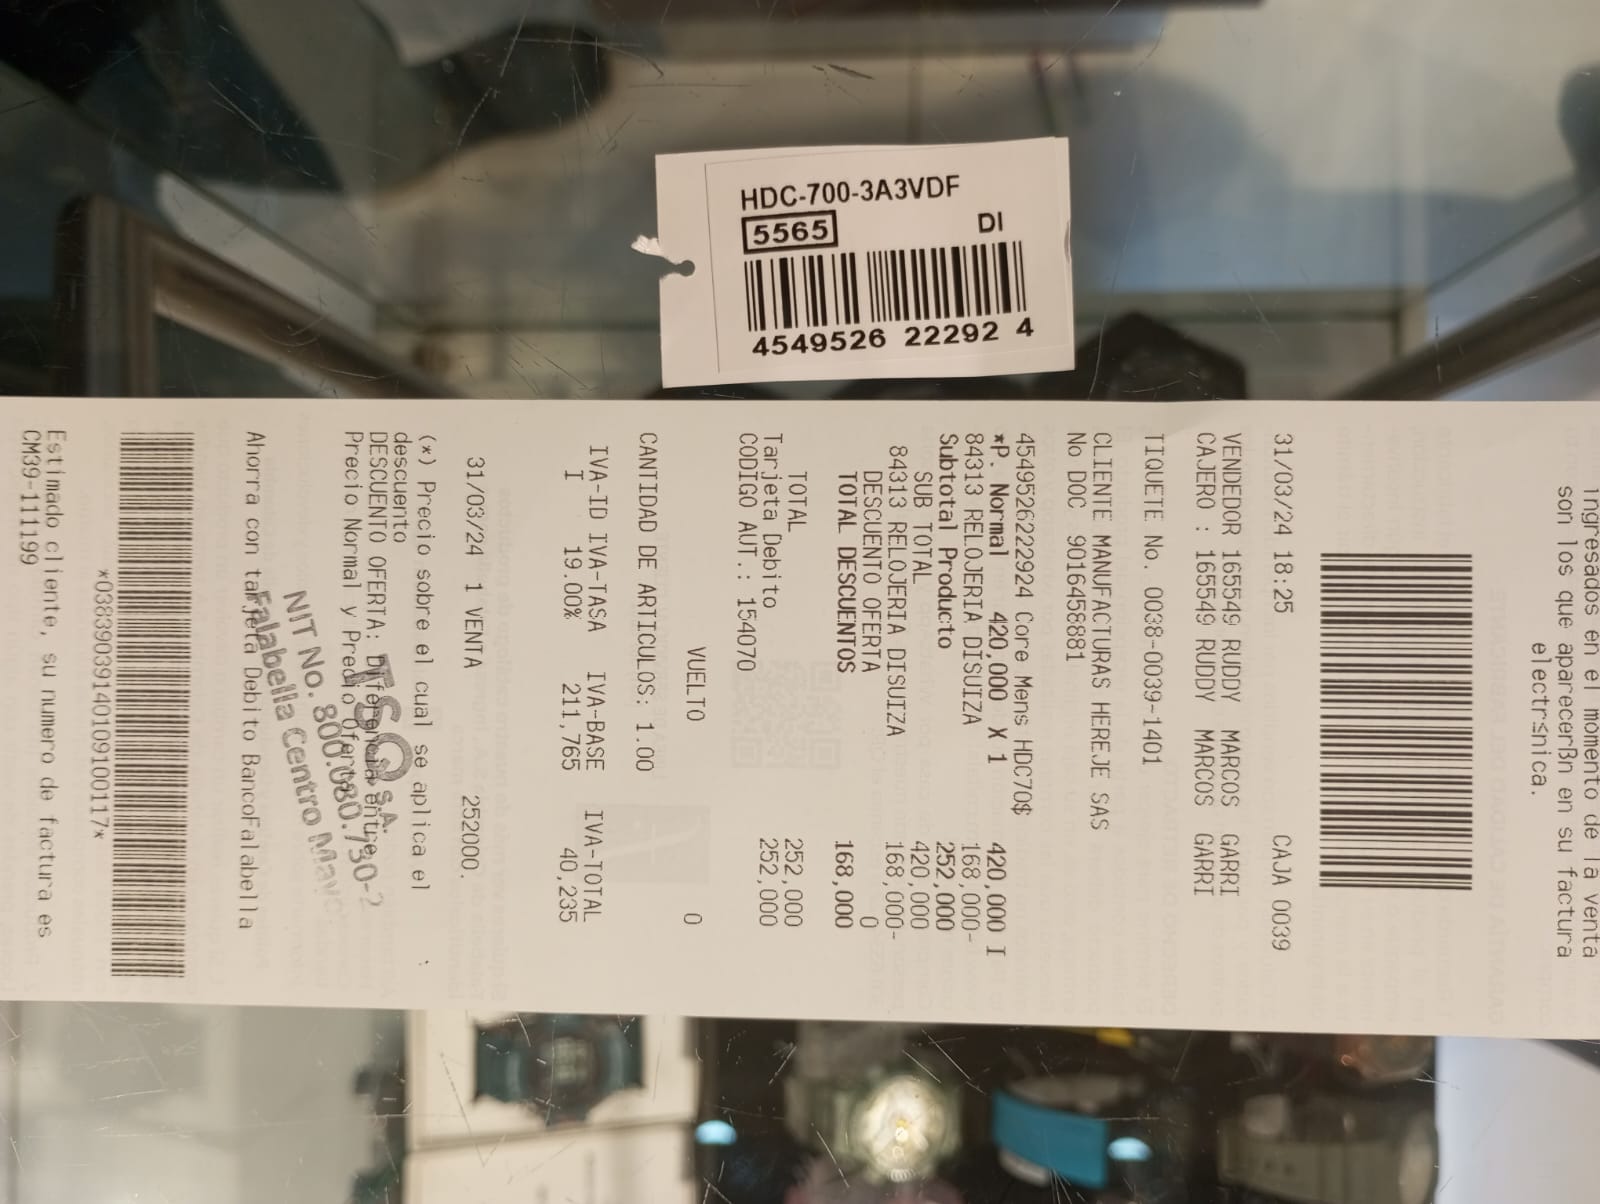 HDC-700-3A3VDF
5565 DI
4549526 22292 4
ingresados en el momento de la venta
son los que aparecerßn en su factura
electr≤nica.
31/03/24 18:25 CAJA 0039
VENDEDOR 165549 RUDDY MARCOS GARRI
CAJERO : 165549 RUDDY MARCOS GARRI
TIQUETE No. 0038-0039-1401
CLIENTE MANUFACTURAS HEREJE SAS
No DOC 9016458881
4549526222924 Core Mens HDC70$
*P. Normal 420,000 X 1 420,000 I
84313 RELOJERIA DISUIZA 168,000-
Subtotal Producto 252,000
SUB TOTAL 420,000
84313 RELOJERIA DISUIZA 168,000-
DESCUENTO OFERTA 0
TOTAL DESCUENTOS 168,000
TOTAL 252,000
Tarjeta Debito 252,000
CODIGO AUT.: 154070
VUELTO 0
CANTIDAD DE ARTICULOS: 1.00
IVA-ID IVA-TASA IVA-BASE IVA-TOTAL
I 19.00% 211,765 40,235
31/03/24 1 VENTA 252000.
(*) Precio sobre el cual se aplica el
descuento
DESCUENTO OFERTA: Diferencia entre
Precio Normal y Precio Oferta
S.A.
NIT No. 800.080.730-2
Falabella Centro
Ahorra con tarjeta Debito BancoFalabella
*03839039140109100117*
Estimado cliente, su numero de factura es
CM39-111199